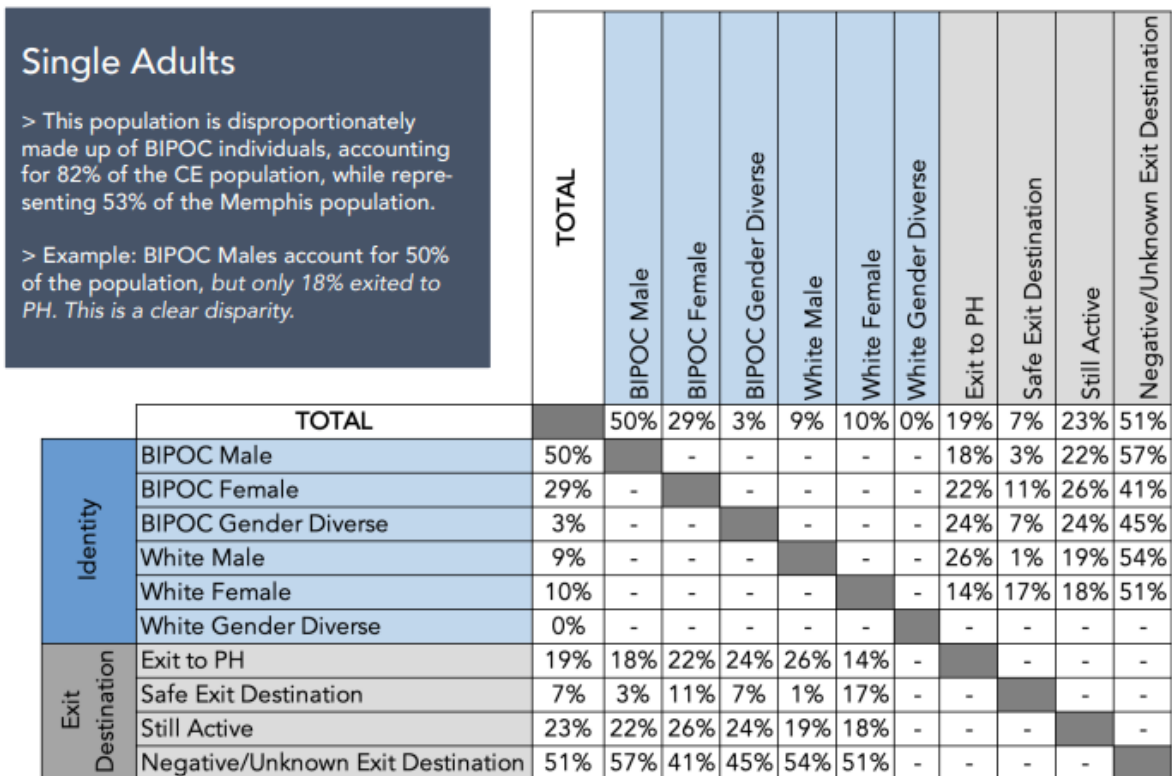 Single Adults
> This population is disproportionately
made up of BIPOC individuals, accounting
for 82% of the CE population, while repre-
senting 53% of the Memphis population.
> Example: BIPOC Males account for 50%
of the population, but only 18% exited to
PH. This is a clear disparity.
TOTAL
BIPOC Male
BIPOC Female
BIPOC Gender Diverse
White Male
White Female
White Gender Diverse
Exit to PH
Safe Exit Destination
Still Active
Negative/Unknown Exit Destination
TOTAL 50% 29% 3% 9% 10% 0% 19% 7% 23% 51%
Identity
BIPOC Male 50% - - - - - 18% 3% 22% 57%
BIPOC Female 29% - - - - - 22% 11% 26% 41%
BIPOC Gender Diverse 3% - - - - - 24% 7% 24% 45%
White Male 9% - - - - - 26% 1% 19% 54%
White Female 10% - - - - - 14% 17% 18% 51%
White Gender Diverse 0% - - - - - - - - -
Exit
Destination
Exit to PH 19% 18% 22% 24% 26% 14% - - - -
Safe Exit Destination 7% 3% 11% 7% 1% 17% - - - -
Still Active 23% 22% 26% 24% 19% 18% - - - -
Negative/Unknown Exit Destination 51% 57% 41% 45% 54% 51% - - - -